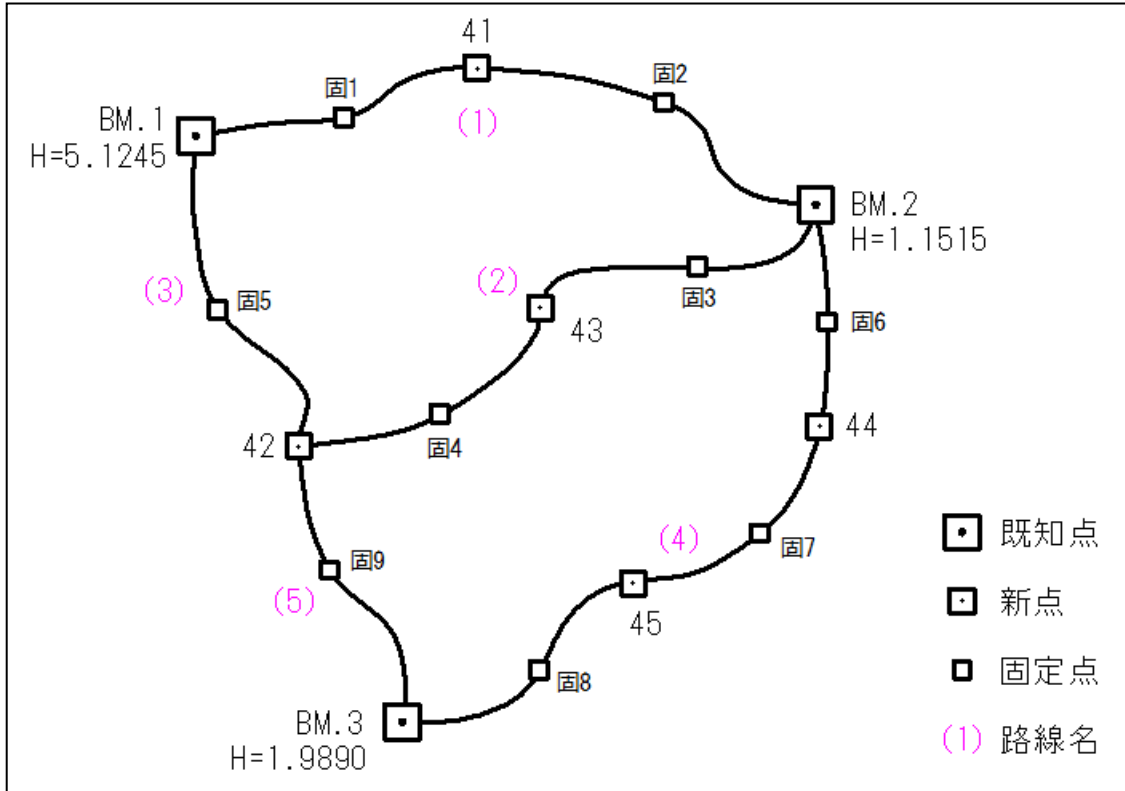 41
固1
固2
(1)
BM.1
H=5.1245
BM.2
H=1.1515
固3
(2)
(3)
固5
43
固6
固4
42
44
固9
(4)
固7
(5)
45
固8
BM.3
H=1.9890
既知点
新点
固定点
(1) 路線名